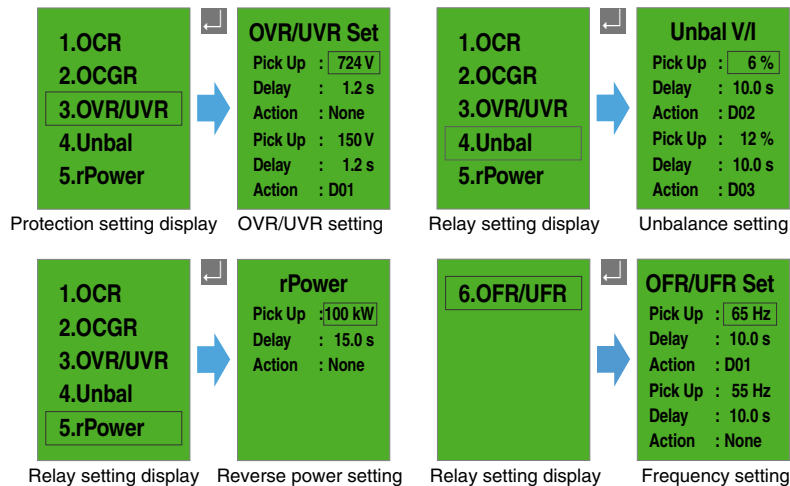 1.OCR
2.OCGR
3.OVR/UVR
4.Unbal
5.rPower
Protection setting display
OVR/UVR Set
Pick Up : 724 V
Delay : 1.2 s
Action : None
Pick Up : 150 V
Delay : 1.2 s
Action : D01
OVR/UVR setting
1.OCR
2.OCGR
3.OVR/UVR
4.Unbal
5.rPower
Relay setting display
Unbal V/I
Pick Up : 6 %
Delay : 10.0 s
Action : D02
Pick Up : 12 %
Delay : 10.0 s
Action : D03
Unbalance setting
1.OCR
2.OCGR
3.OVR/UVR
4.Unbal
5.rPower
Relay setting display
rPower
Pick Up :100 kW
Delay : 15.0 s
Action : None
Reverse power setting
6.OFR/UFR
Relay setting display
OFR/UFR Set
Pick Up : 65 Hz
Delay : 10.0 s
Action : D01
Pick Up : 55 Hz
Delay : 10.0 s
Action : None
Frequency setting